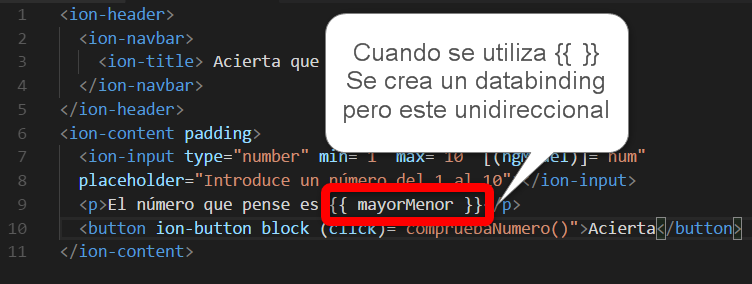 1 <ion-header>
2 <ion-navbar>
3 <ion-title> Acierta que
4 </ion-navbar>
5 </ion-header>
6 <ion-content padding>
7 <ion-input type="number" min="1" max="10" [(ngModel)]="num"
8 placeholder="Introduce un número del 1 al 10"></ion-input>
9 <p>El número que pense es {{ mayorMenor }}</p>
10 <button ion-button block (click)="compruebaNumero()">Acierta</button>
11 </ion-content>
Cuando se utiliza {{ }}
Se crea un databinding
pero este unidireccional